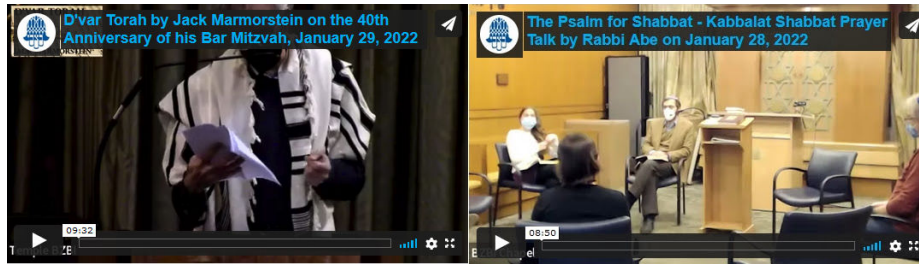 D'var Torah by Jack Marmorstein on the 40th
Anniversary of his Bar Mitzvah, January 29, 2022
09:32
The Psalm for Shabbat - Kabbalat Shabbat Prayer
Talk by Rabbi Abe on January 28, 2022
08:50